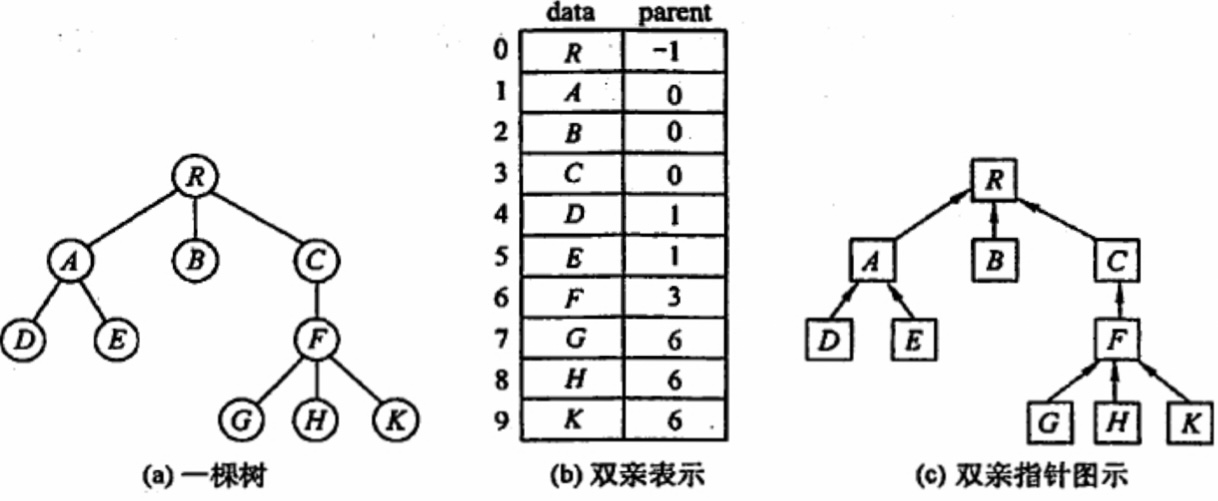 data parent
0 R -1
1 A 0
2 B 0
3 C 0
4 D 1
5 E 1
6 F 3
7 G 6
8 H 6
9 K 6
R
A B C
D E F
G H K
(a) 一棵树
(b) 双亲表示
R
A B C
D E F
G H K
(c) 双亲指针图示